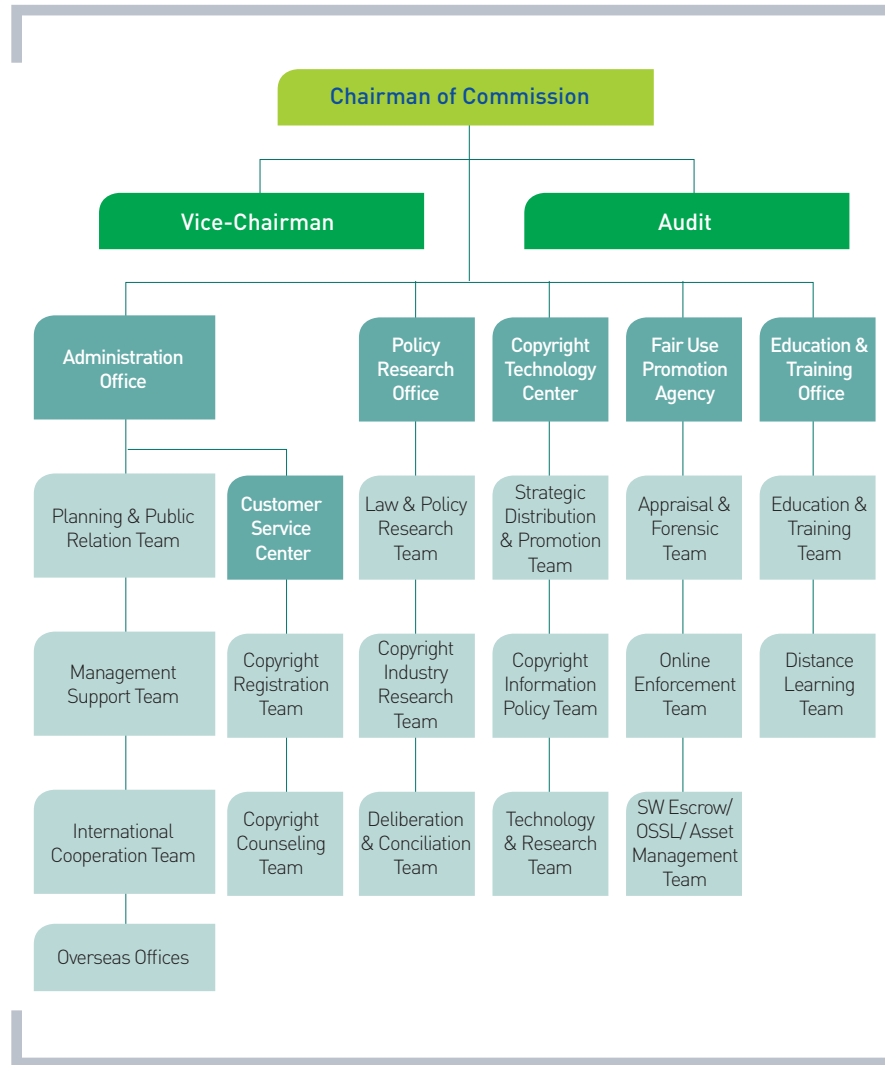 Chairman of Commission
Vice-Chairman
Audit
Administration
Office
Policy
Research
Office
Copyright
Technology
Center
Fair Use
Promotion
Agency
Education &
Training
Office
Planning & Public
Relation Team
Customer
Service
Center
Law & Policy
Research
Team
Strategic
Distribution
& Promotion
Team
Appraisal &
Forensic
Team
Education &
Training
Team
Management
Support Team
Copyright
Registration
Team
Copyright
Industry
Research
Team
Copyright
Information
Policy Team
Online
Enforcement
Team
Distance
Learning
Team
International
Cooperation Team
Copyright
Counseling
Team
Deliberation
& Conciliation
Team
Technology
& Research
Team
SW Escrow/
OSSL/ Asset
Management
Team
Overseas Offices